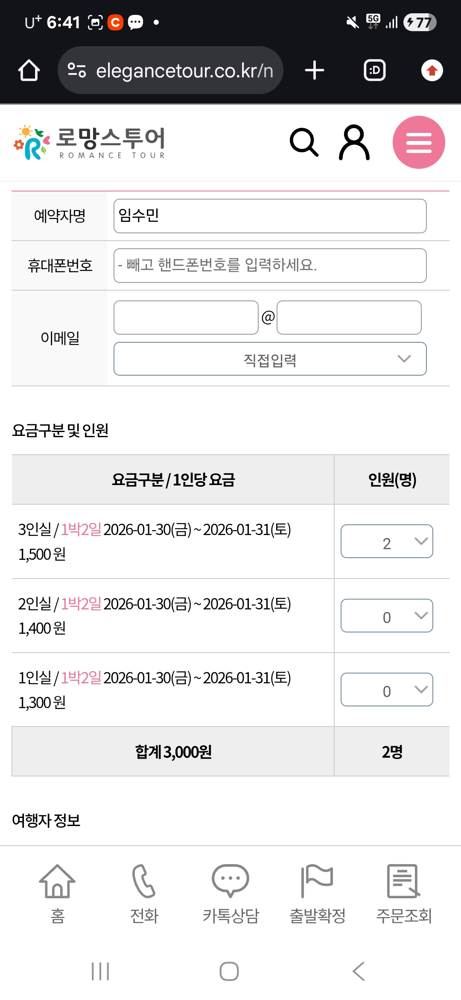 U+ 6:41 5G 77
elegancetour.co.kr/n :D
로망스투어
ROMANCE TOUR
예약자명 임수민
휴대폰번호 - 빼고 핸드폰번호를 입력하세요.
이메일 @
직접입력
요금구분 및 인원
요금구분 / 1인당 요금 인원(명)
3인실 / 1박2일 2026-01-30(금) ~ 2026-01-31(토)
1,500 원
2
2인실 / 1박2일 2026-01-30(금) ~ 2026-01-31(토)
1,400 원
0
1인실 / 1박2일 2026-01-30(금) ~ 2026-01-31(토)
1,300 원
0
합계 3,000원 2명
여행자 정보
홈 전화 카톡상담 출발확정 주문조회